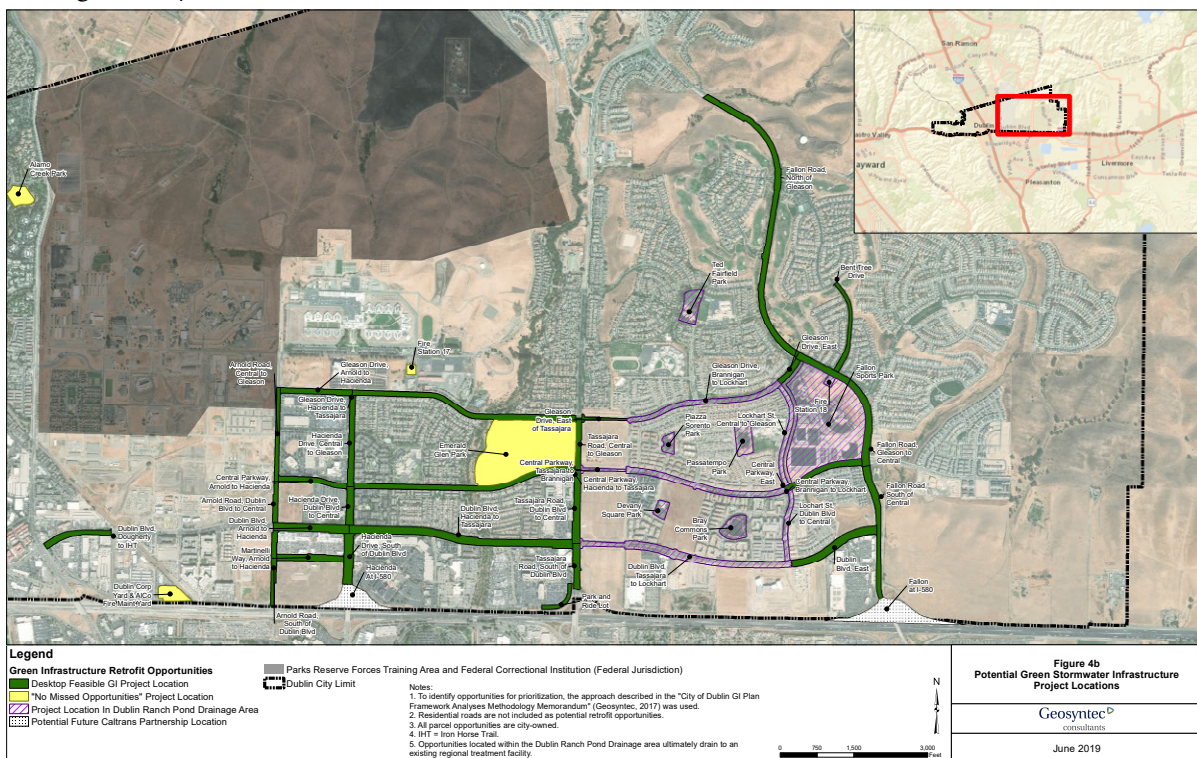 Alamo
Creek Park
Fallon Road,
North of
Gleason
Bent Tree
Drive
Ted
Fairfield
Park
Fire
Station 17
Arnold Road,
Central to
Gleason
Gleason Drive,
Arnold to
Hacienda
Gleason Drive,
Hacienda to
Tassajara
Hacienda
Drive, Central
to Gleason
Emerald
Glen Park
Gleason
Drive, East
of Tassajara
Gleason Drive,
Brannigan
to Lockhart
Gleason
Drive, East
Fallon
Sports Park
Fire
Station 18
Tassajara
Road, Central
to Gleason
Piazza
Sorento
Park
Lockhart St,
Central to Gleason
Passatempo
Park
Central
Parkway,
East
Fallon Road,
Gleason to
Central
Central Parkway,
Tassajara to
Brannigan
Central Parkway,
Hacienda to Tassajara
Central Parkway,
Brannigan to Lockhart
Fallon Road,
South of
Central
Central Parkway,
Arnold to Hacienda
Arnold Road, Dublin
Blvd to Central
Hacienda Drive,
Dublin Blvd
to Central
Dublin Blvd,
Hacienda to
Tassajara
Tassajara Road,
Dublin Blvd
to Central
Devany
Square Park
Bray
Commons
Park
Lochart St,
Dublin Blvd
to Central
Dublin Blvd,
Dougherty
to IHT
Dublin Blvd,
Arnold to
Hacienda
Martinelli
Way, Arnold
to Hacienda
Hacienda
Drive, South
of Dublin Blvd
Hacienda
At I-580
Tassajara
Road, South of
Dublin Blvd
Dublin Blvd,
Tassajara
to Lockhart
Dublin
Blvd, East
Dublin Corp
Yard & AlCo
Fire Maint Yard
Arnold Road,
South of
Dublin Blvd
Park and
Ride Lot
Fallon
at I-580
San Ramon
Dublin
Livermore
Pleasanton
Legend
Green Infrastructure Retrofit Opportunities
Desktop Feasible GI Project Location
"No Missed Opportunities" Project Location
Project Location In Dublin Ranch Pond Drainage Area
Potential Future Caltrans Partnership Location
Parks Reserve Forces Training Area and Federal Correctional Institution (Federal Jurisdiction)
Dublin City Limit
Notes:
1. To identify opportunities for prioritization, the approach described in the "City of Dublin GI Plan
Framework Analyses Methodology Memorandum" (Geosyntec, 2017) was used.
2. Residential roads are not included as potential retrofit opportunities.
3. All parcel opportunities are city-owned.
4. IHT = Iron Horse Trail.
5. Opportunities located within the Dublin Ranch Pond Drainage area ultimately drain to an
existing regional treatment facility.
N
0 750 1,500 3,000
Feet
Figure 4b
Potential Green Stormwater Infrastructure
Project Locations
Geosyntec
consultants
June 2019